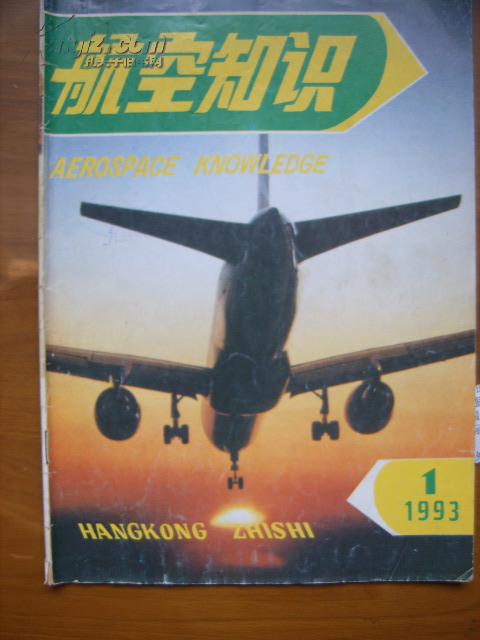 航空知识
AEROSPACE KNOWLEDGE
1
1993
HANGKONG ZHISHI